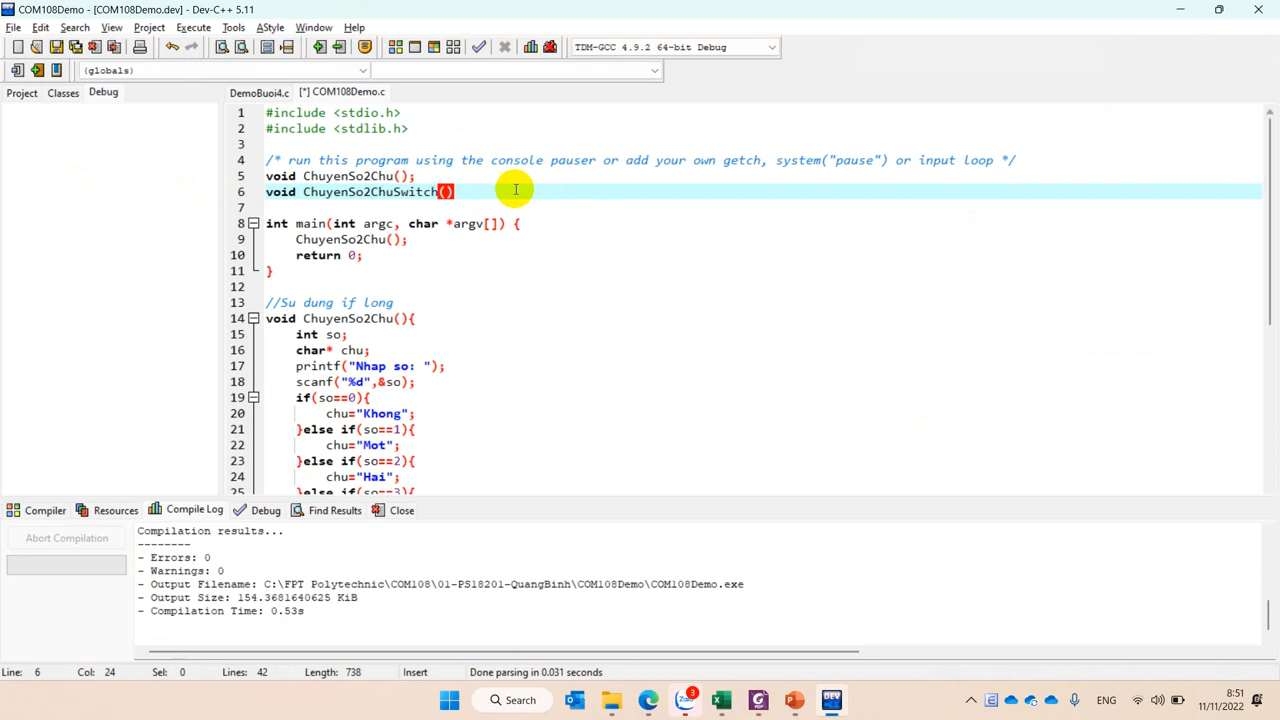 COM108Demo - [COM108Demo.dev] - Dev-C++ 5.11
File Edit Search View Project Execute Tools AStyle Window Help
TDM-GCC 4.9.2 64-bit Debug
(globals)
Project Classes Debug
DemoBuoi4.c [*] COM108Demo.c
1 #include <stdio.h>
2 #include <stdlib.h>
3
4 /* run this program using the console pauser or add your own getch, system("pause") or input loop */
5 void ChuyenSo2Chu();
6 void ChuyenSo2ChuSwitch()
7
8 int main(int argc, char *argv[]) {
9 ChuyenSo2Chu();
10 return 0;
11 }
12
13 //Su dung if long
14 void ChuyenSo2Chu(){
15 int so;
16 char* chu;
17 printf("Nhap so: ");
18 scanf("%d",&so);
19 if(so==0){
20 chu="Khong";
21 }else if(so==1){
22 chu="Mot";
23 }else if(so==2){
24 chu="Hai";
25 }else if(so==3){
Compiler Resources Compile Log Debug Find Results Close
Abort Compilation
Compilation results...
--------
- Errors: 0
- Warnings: 0
- Output Filename: C:\FPT Polytechnic\COM108\01-PS18201-QuangBinh\COM108Demo\COM108Demo.exe
- Output Size: 154.3681640625 KiB
- Compilation Time: 0.53s
Line: 6 Col: 24 Sel: 0 Lines: 42 Length: 738 Insert Done parsing in 0.031 seconds
Search
3
ENG
8:51
11/11/2022